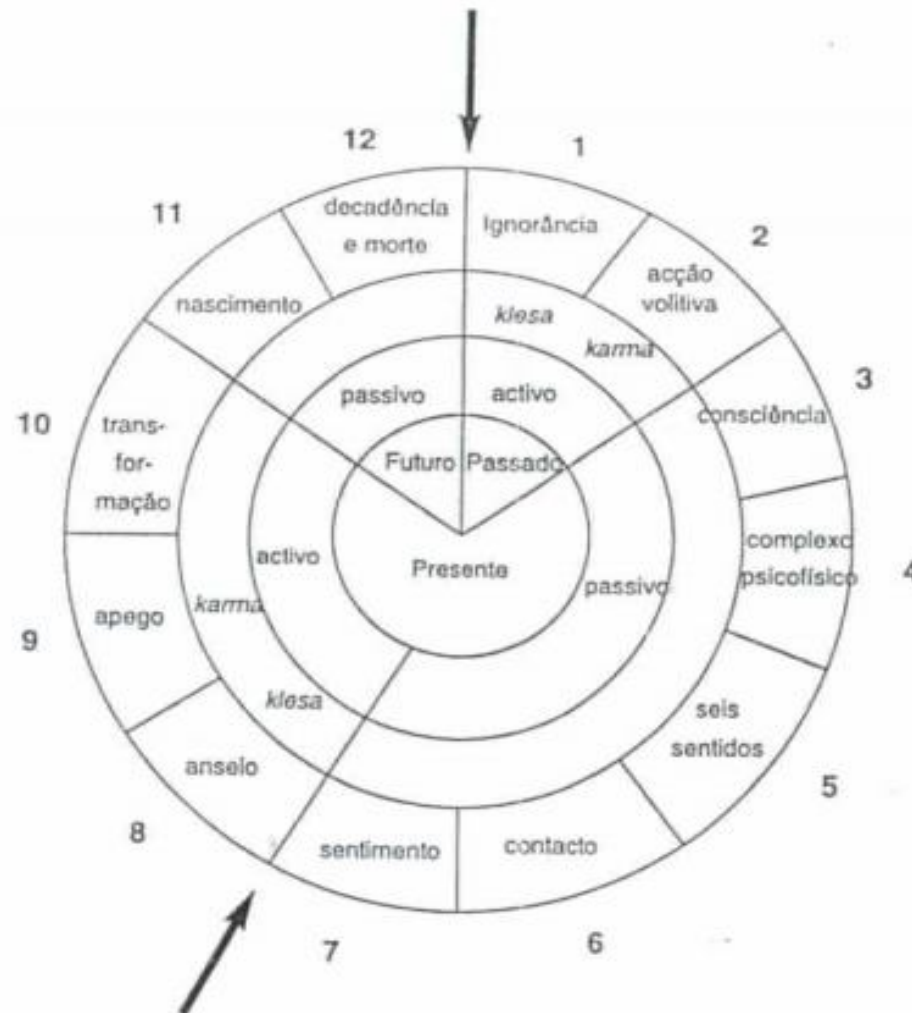 12
1
11
2
decadência
e morte
Ignorância
nascimento
acção
volitiva
klesa
karma
3
10
passivo
activo
consciência
trans-
for-
mação
Futuro
Passado
activo
Presente
complexo
psicofísico
4
passivo
9
apego
karma
klesa
seis
sentidos
5
anseio
8
sentimento
contacto
7
6